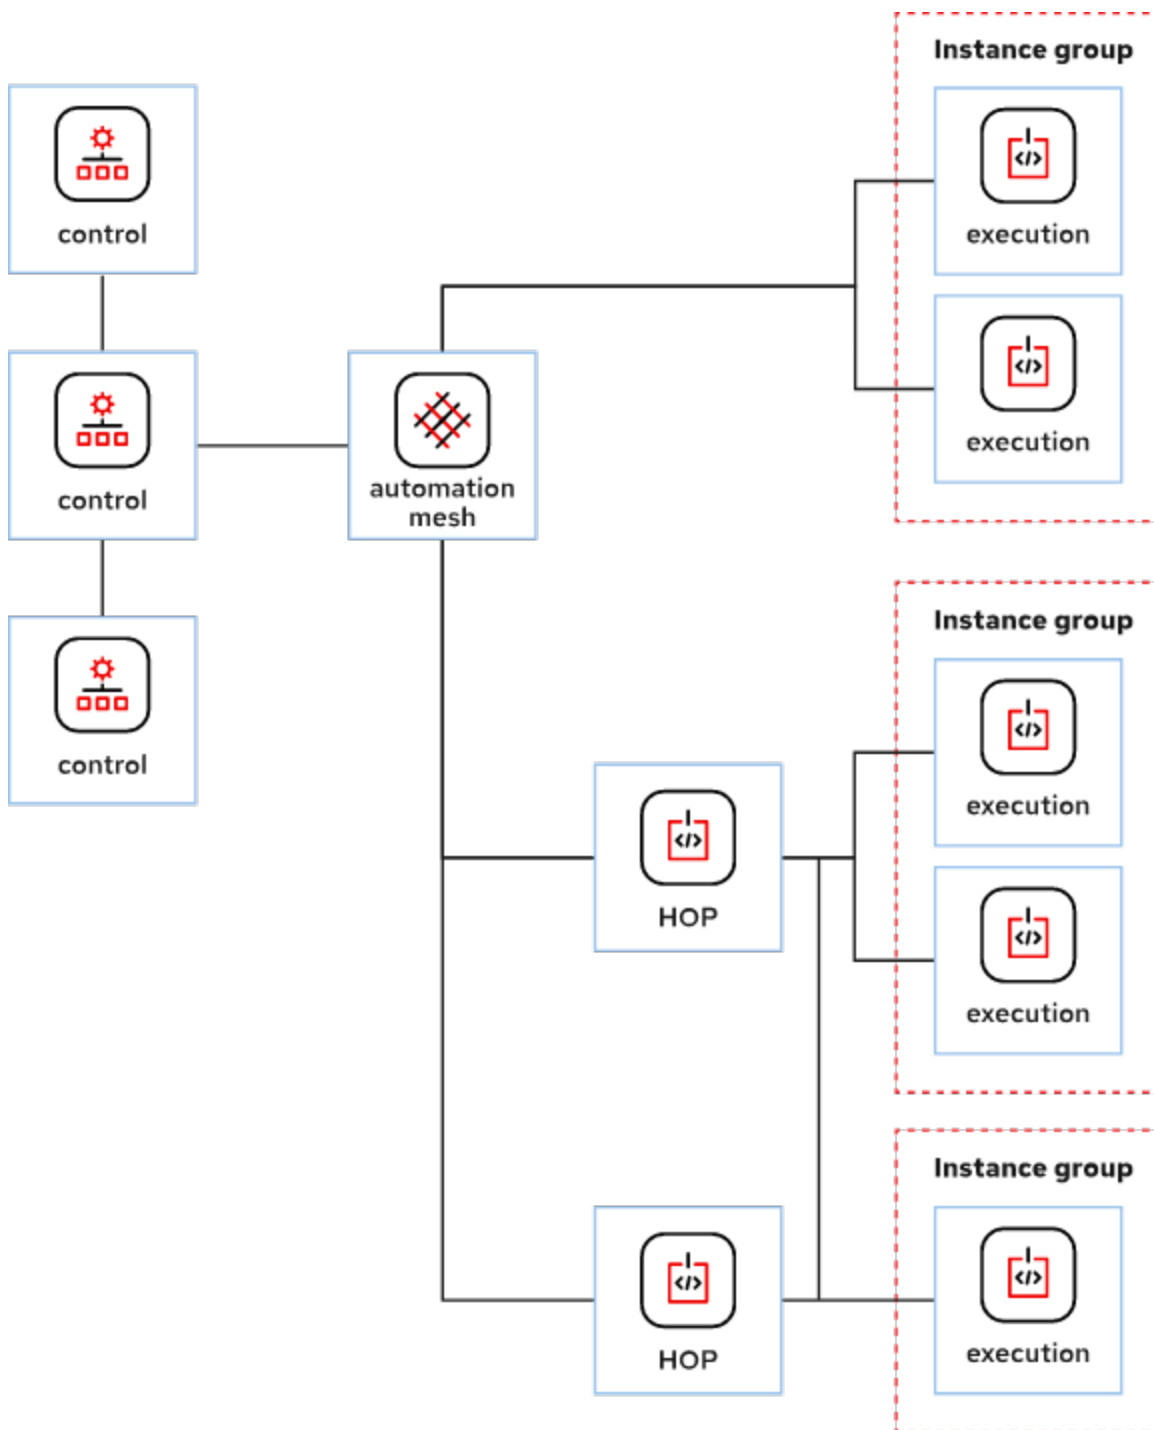 control
control
control
automation
mesh
Instance group
execution
execution
HOP
Instance group
execution
execution
HOP
Instance group
execution